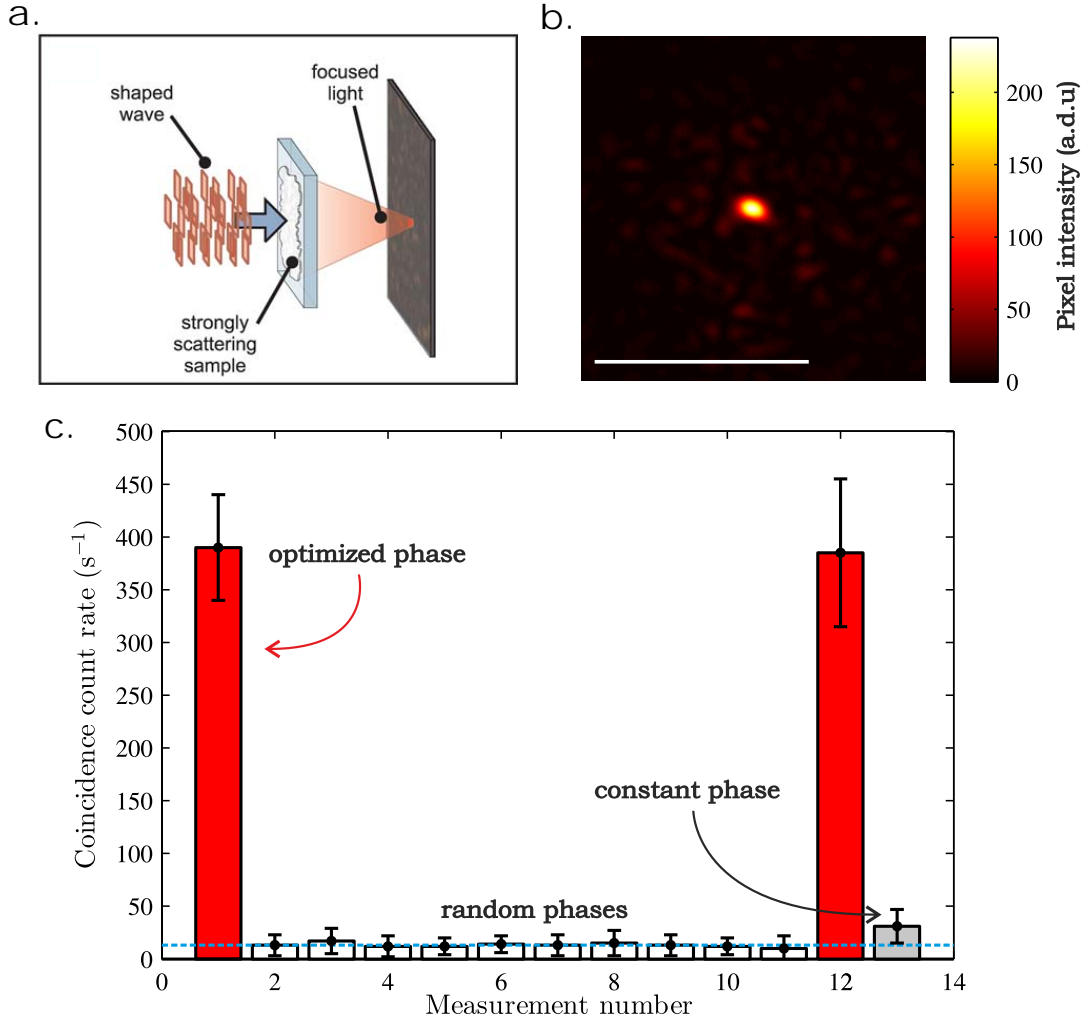 a.
shaped
wave
focused
light
strongly
scattering
sample
b.
200
150
100
50
0
Pixel intensity (a.d.u)
c.
500
450
400
350
300
250
200
150
100
50
0
Coincidence count rate (s⁻¹)
optimized phase
constant phase
random phases
0 2 4 6 8 10 12 14
Measurement number